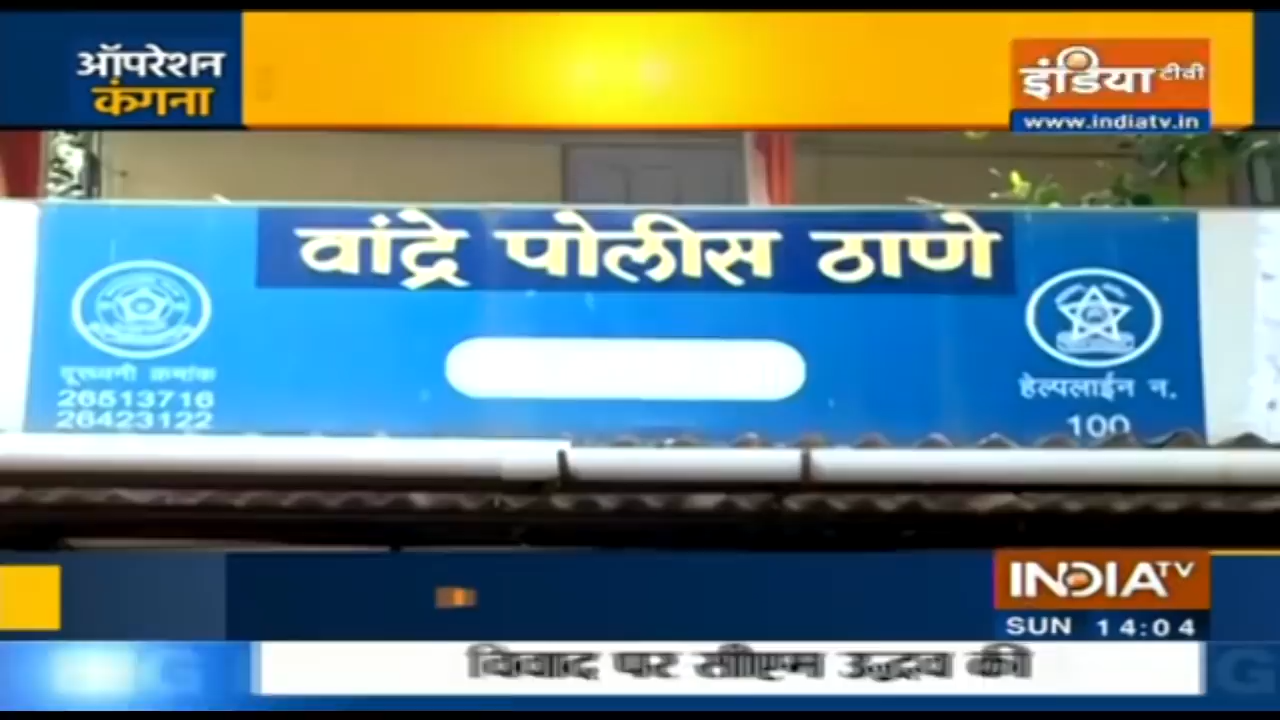 ऑपरेशन
कंगना
इंडिया टीवी
www.indiatv.in
वांद्रे पोलीस ठाणे
दूरध्वनी क्रमांक
26513716
26423122
हेल्पलाईन न.
100
INDIA TV
SUN 14:04
विवाद पर सीएम उद्धव की